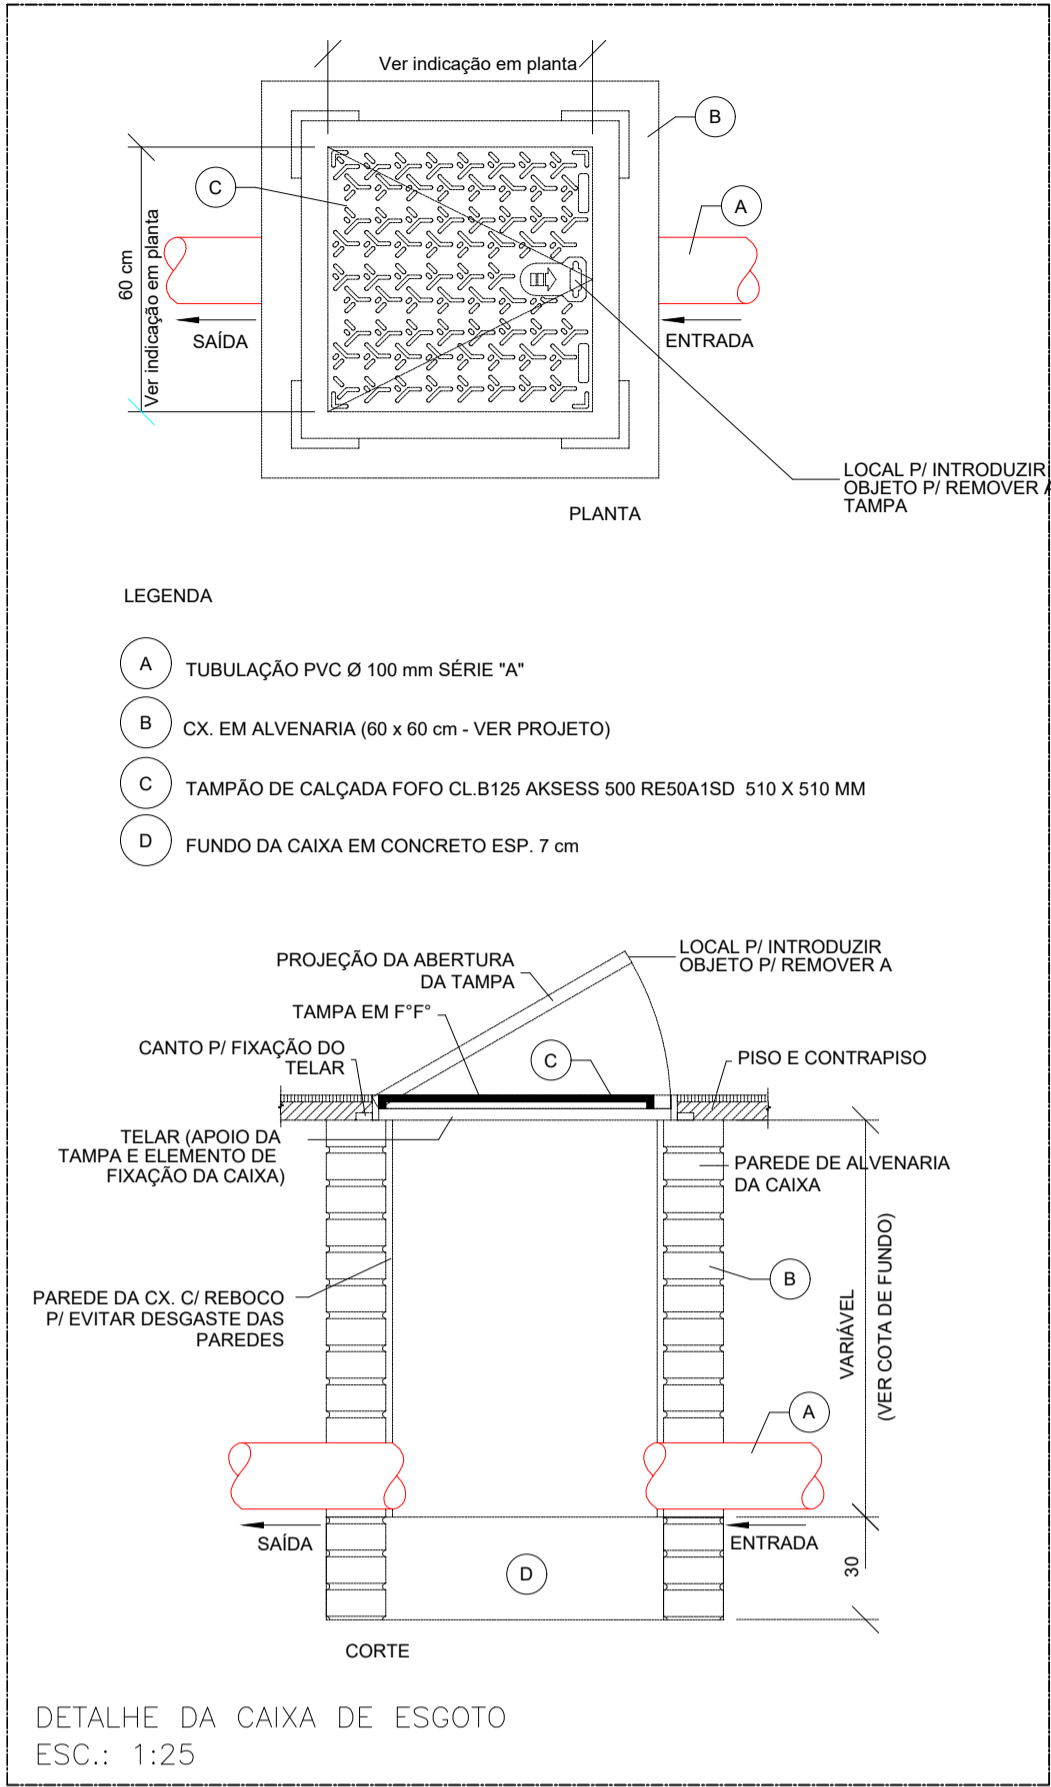 Ver indicação em planta
B
C
A
60 cm
Ver indicação em planta
SAÍDA
ENTRADA
LOCAL P/ INTRODUZIR
OBJETO P/ REMOVER A
TAMPA
PLANTA
LEGENDA
A TUBULAÇÃO PVC Ø 100 mm SÉRIE "A"
B CX. EM ALVENARIA (60 x 60 cm - VER PROJETO)
C TAMPÃO DE CALÇADA FOFO CL.B125 AKSESS 500 RE50A1SD 510 X 510 MM
D FUNDO DA CAIXA EM CONCRETO ESP. 7 cm
PROJEÇÃO DA ABERTURA
DA TAMPA
LOCAL P/ INTRODUZIR
OBJETO P/ REMOVER A
TAMPA EM F°F°
CANTO P/ FIXAÇÃO DO
TELAR
C
PISO E CONTRAPISO
TELAR (APOIO DA
TAMPA E ELEMENTO DE
FIXAÇÃO DA CAIXA)
PAREDE DE ALVENARIA
DA CAIXA
B
PAREDE DA CX. C/ REBOCO
P/ EVITAR DESGASTE DAS
PAREDES
VARIÁVEL
(VER COTA DE FUNDO)
A
SAÍDA
ENTRADA
D
30
CORTE
DETALHE DA CAIXA DE ESGOTO
ESC.: 1:25